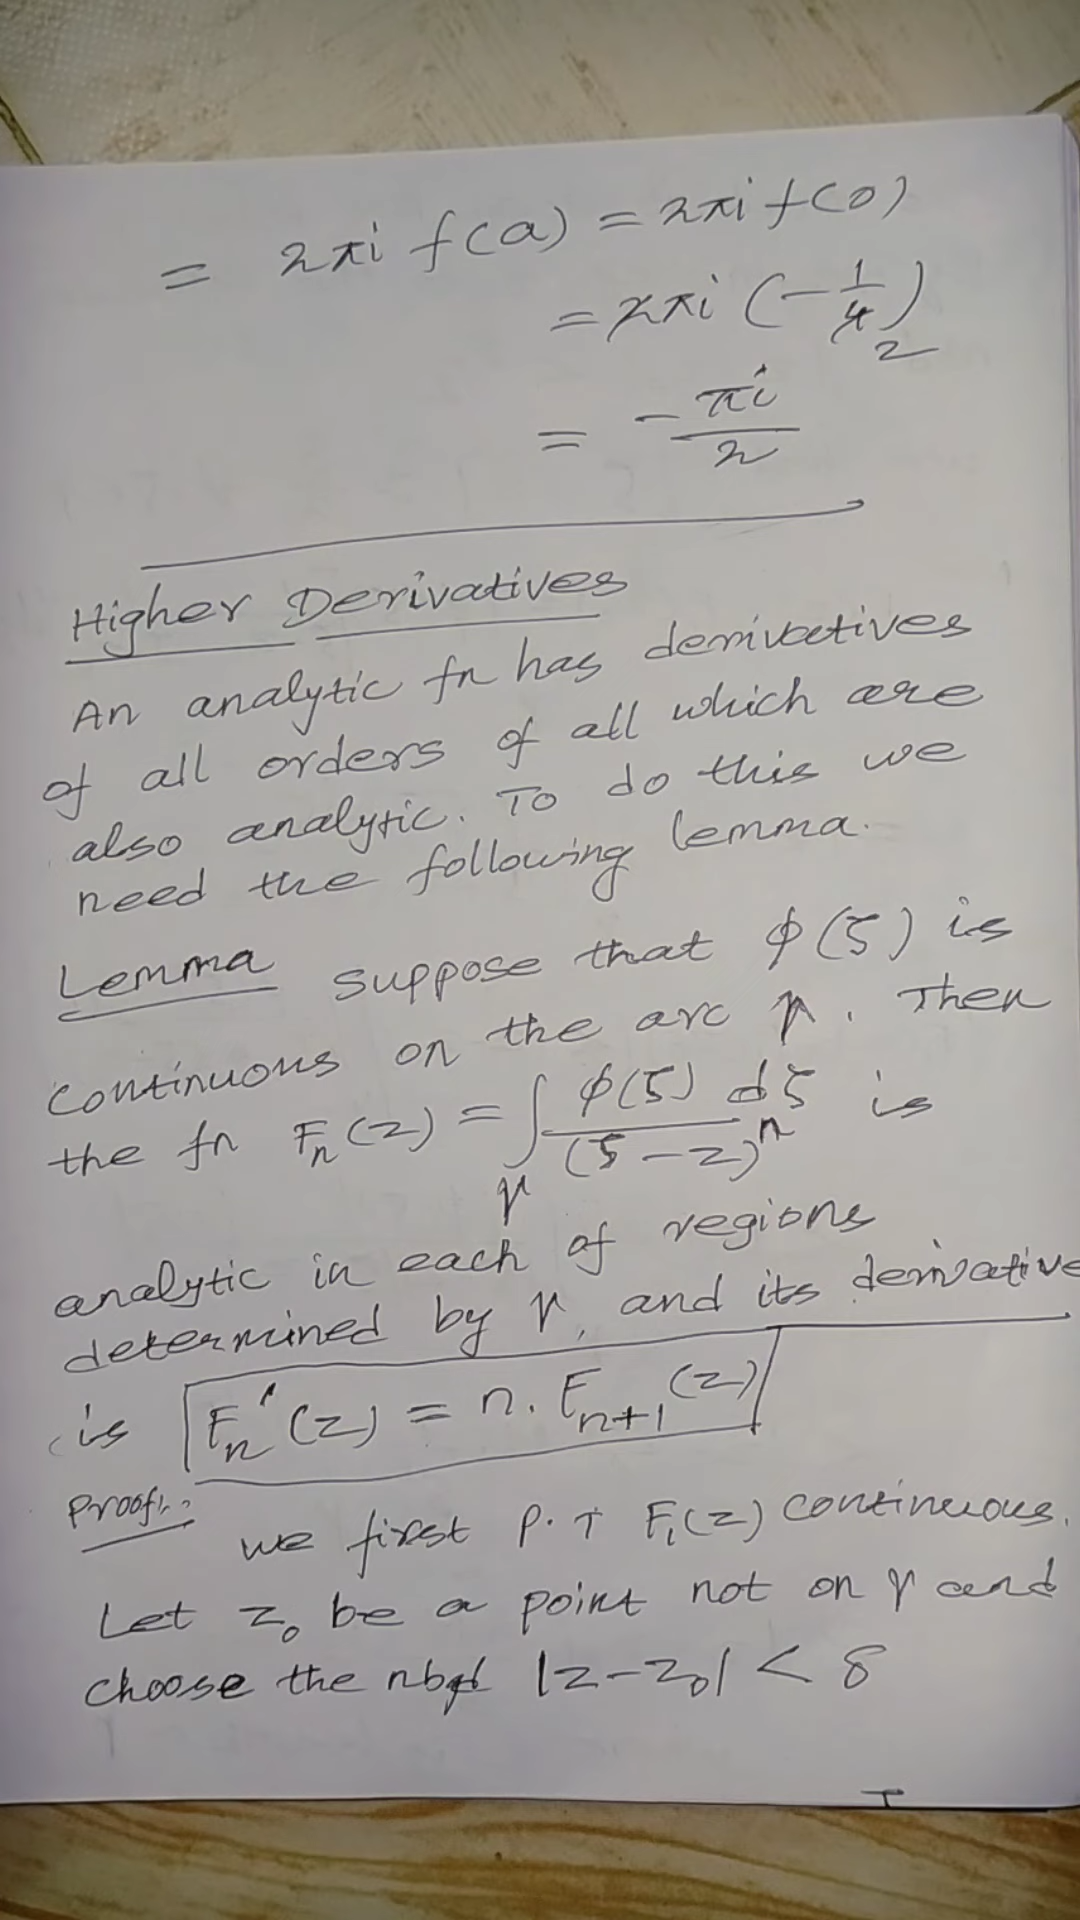 = 2πi f(a) = 2πi f(0)
= 2πi (-1/4) 2
= -πi/2
Higher Derivatives
An analytic fn has derivatives
of all orders of all which are
also analytic. To do this we
need the following lemma.
Lemma suppose that φ(ζ) is
continuous on the arc γ. Then
the fn Fn(z) = ∫γ φ(ζ) dζ / (ζ-z)^n is
analytic in each of regions
determined by γ, and its derivative
is Fn'(z) = n. Fn+1(z)
Proof:
we first P.T F1(z) continuous.
Let z0 be a point not on γ and
choose the nbd |z-z0| < δ